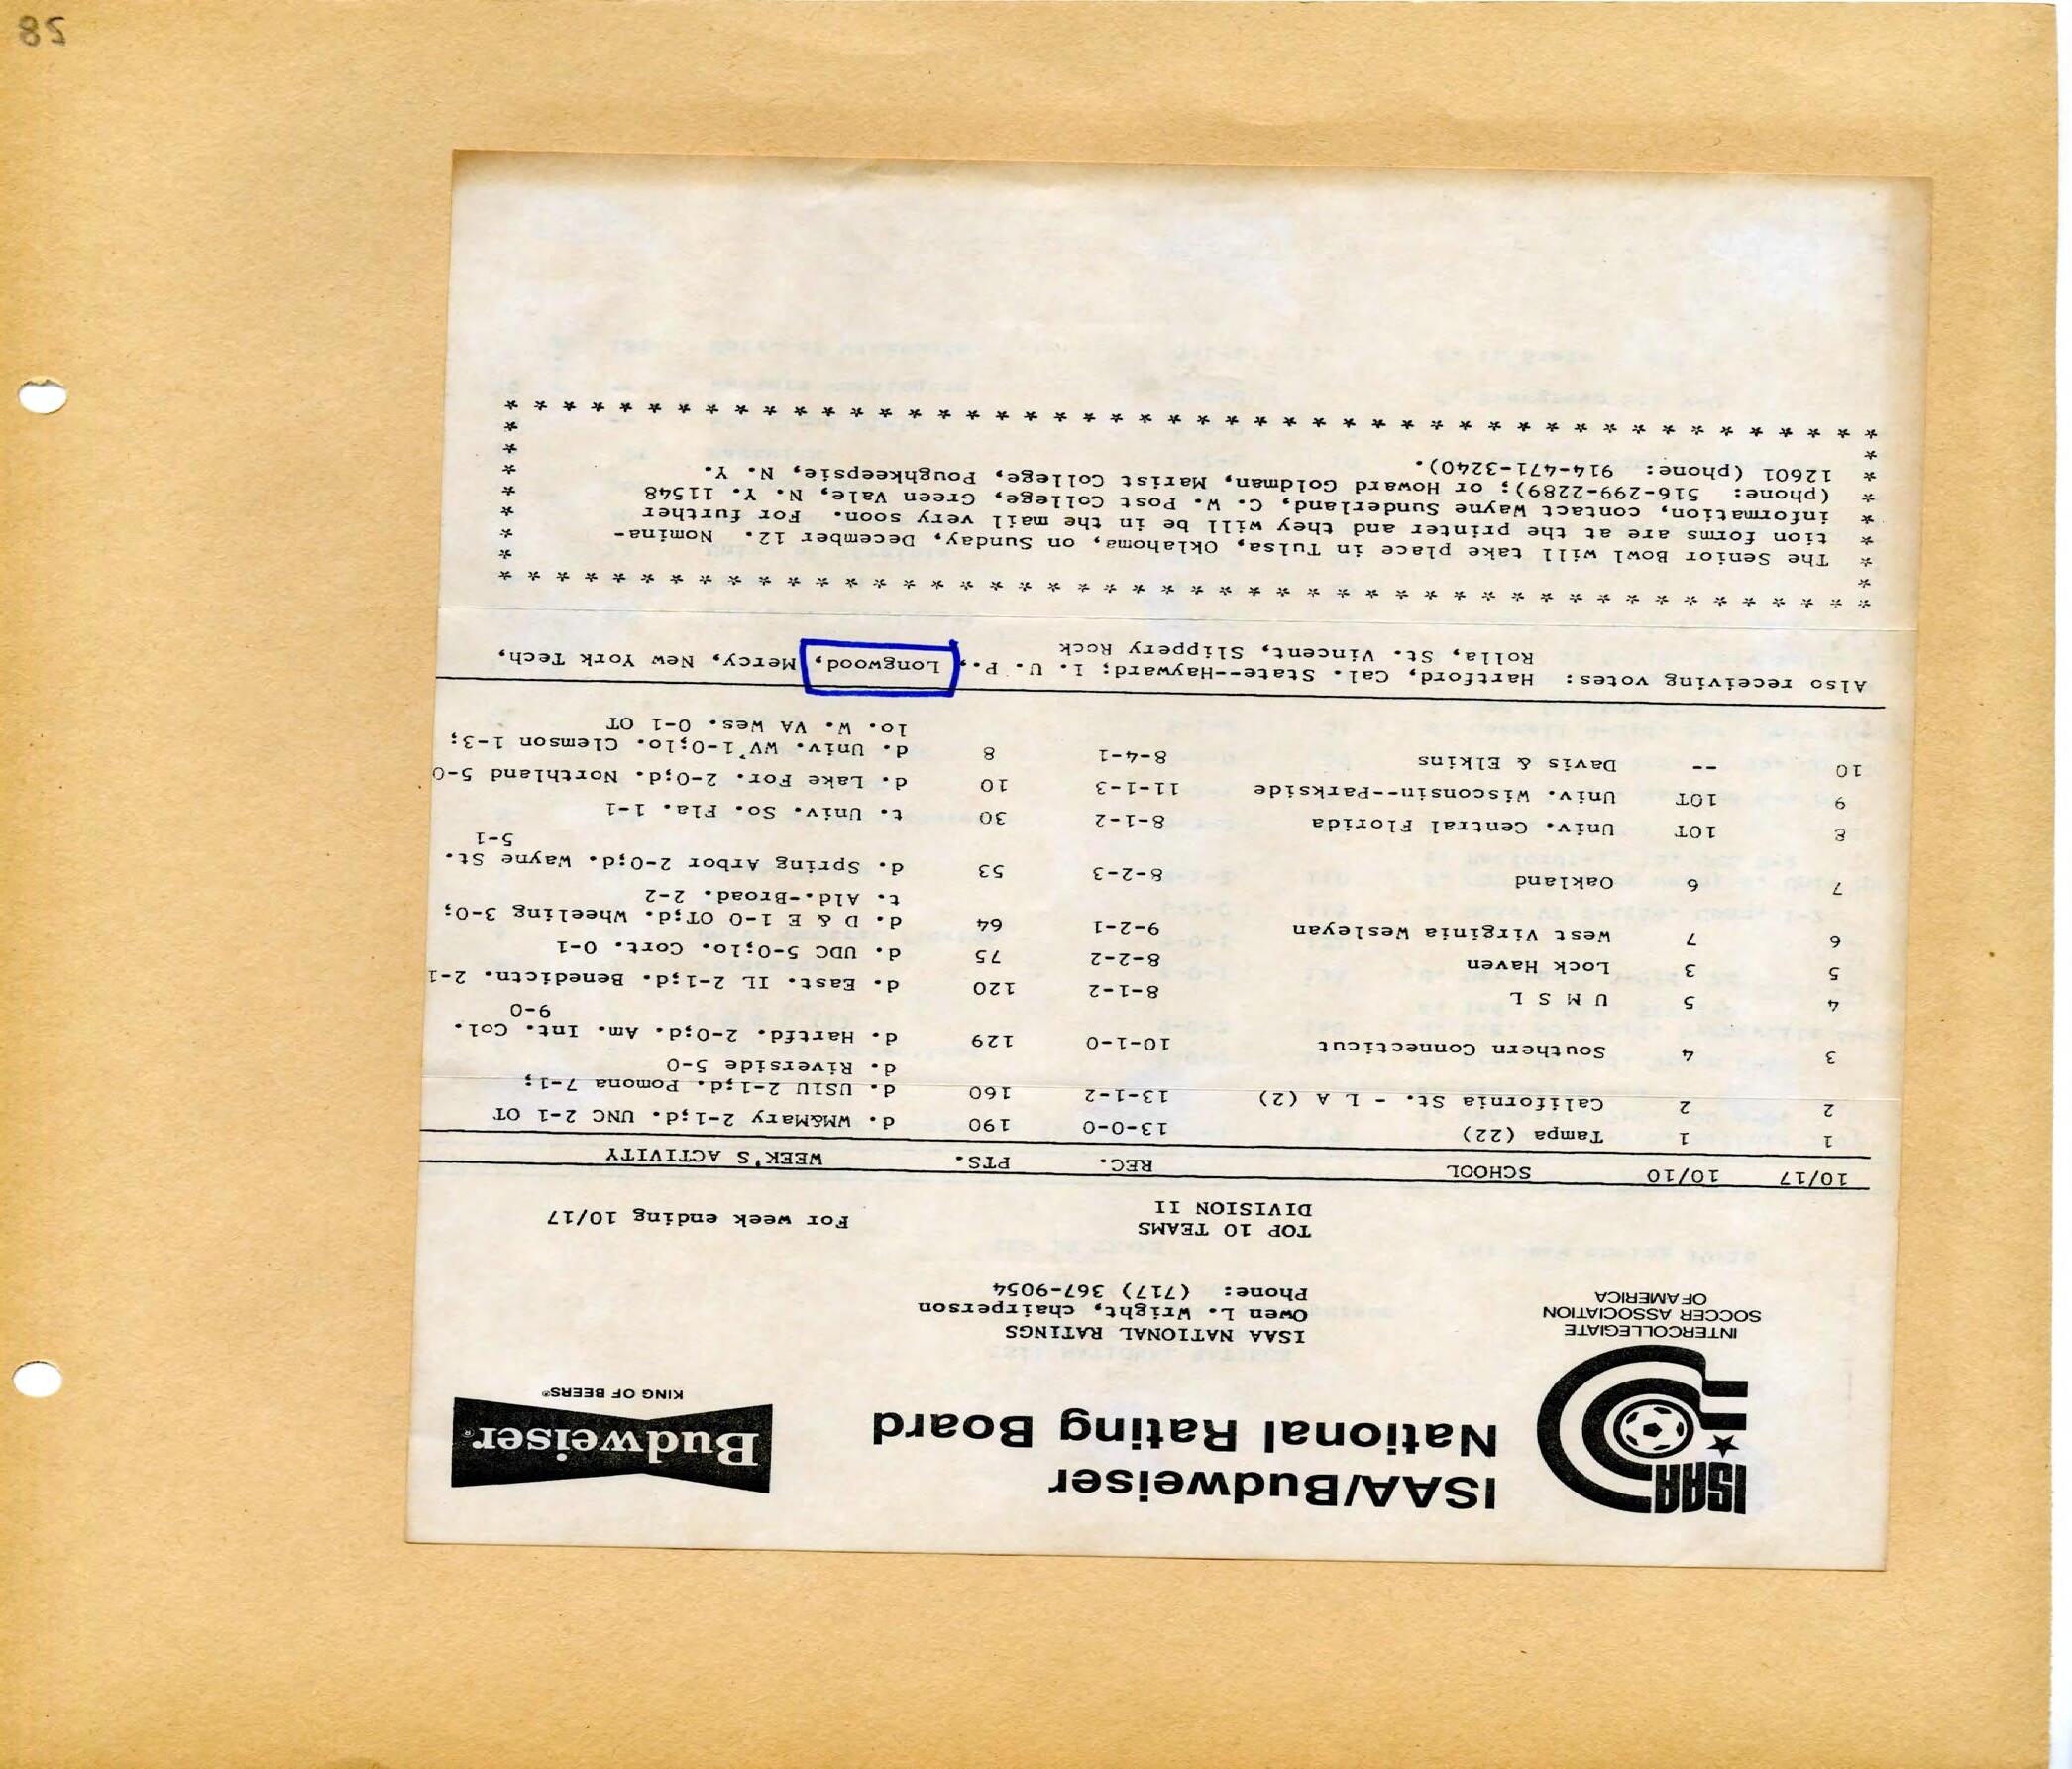 ISAA
INTERCOLLEGIATE
SOCCER ASSOCIATION
OF AMERICA
ISAA/Budweiser
National Rating Board
Budweiser®
KING OF BEERS®
ISAA NATIONAL RATINGS
Owen L. Wright, chairperson
Phone: (717) 367-9054
TOP 10 TEAMS
DIVISION II
For week ending 10/17
10/17 10/10 SCHOOL REC. PTS. WEEK'S ACTIVITY
1 1 Tampa (22) 13-0-0 190 d. WM&Mary 2-1;d. UNC 2-1 OT
2 2 California St. - L A (2) 13-1-2 160 d. USIU 2-1;d. Pomona 7-1;
d. Riverside 5-0
3 4 Southern Connecticut 10-1-0 129 d. Hartfd. 2-0;d. Am. Int. Col.
9-0
4 5 U M S L 8-1-2 120 d. East. IL 2-1;d. Benedictn. 2-1
5 3 Lock Haven 8-2-2 75 d. UDC 5-0;lo. Cort. 0-1
6 7 West Virginia Wesleyan 9-2-1 64 d. D & E 1-0 OT;d. Wheeling 3-0;
t. Ald.-Broad. 2-2
7 6 Oakland 8-2-3 53 d. Spring Arbor 2-0;d. Wayne St.
5-1
8 10T Univ. Central Florida 8-1-2 30 t. Univ. So. Fla. 1-1
9 10T Univ. Wisconsin--Parkside 11-1-3 10 d. Lake For. 2-0;d. Northland 5-0
10 -- Davis & Elkins 8-4-1 8 d. Univ. WV 1-0;lo. Clemson 1-3;
lo. W. VA Wes. 0-1 OT
Also receiving votes: Hartford, Cal. State--Hayward; I. U. P., Longwood, Mercy, New York Tech,
Rolla, St. Vincent, Slippery Rock
* * * * * * * * * * * * * * * * * * * * * * * * * * * * * * * * * * * * * * * * * * * * * * * *
* The Senior Bowl will take place in Tulsa, Oklahoma, on Sunday, December 12. Nomina- *
* tion forms are at the printer and they will be in the mail very soon. For further *
* information, contact Wayne Sunderland, C. W. Post College, Green Vale, N. Y. 11548 *
* (phone: 516-299-2289); or Howard Goldman, Marist College, Poughkeepsie, N. Y. *
* 12601 (phone: 914-471-3240). *
* * * * * * * * * * * * * * * * * * * * * * * * * * * * * * * * * * * * * * * * * * * * * * * *